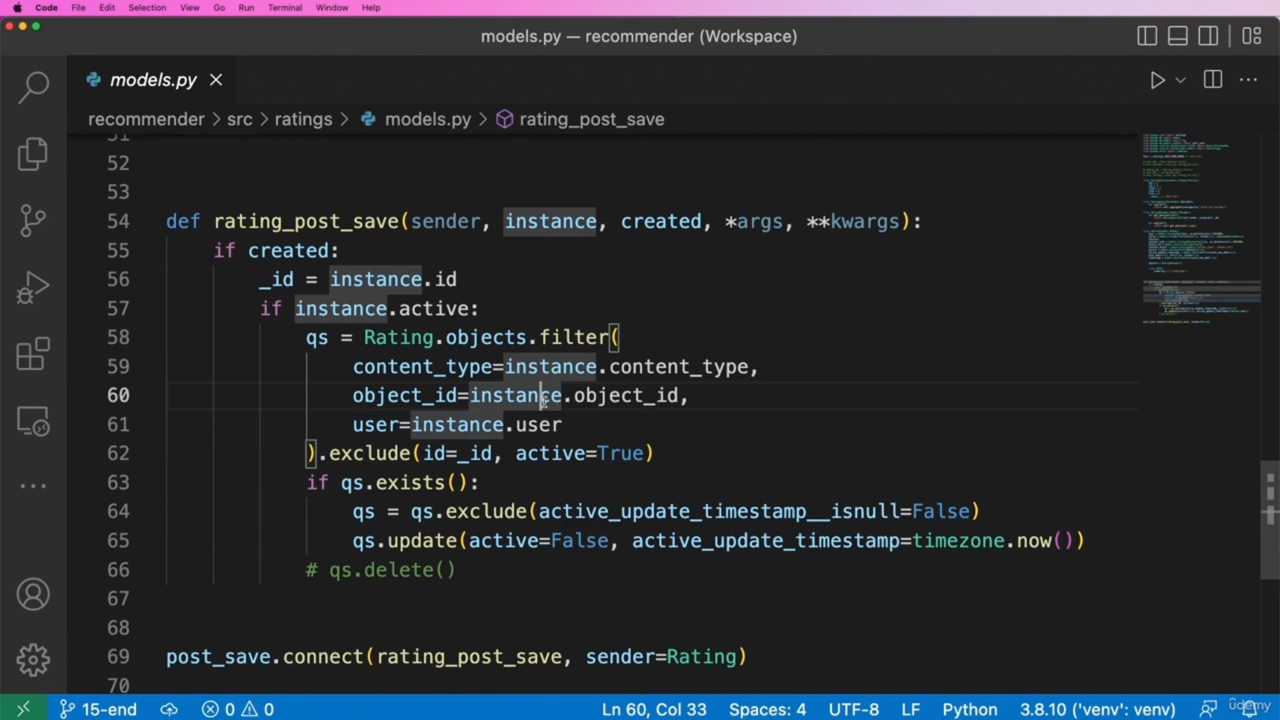 Code File Edit Selection View Go Run Terminal Window Help
models.py — recommender (Workspace)
models.py
recommender > src > ratings > models.py > rating_post_save
51
52
53
54 def rating_post_save(sender, instance, created, *args, **kwargs):
55 if created:
56 _id = instance.id
57 if instance.active:
58 qs = Rating.objects.filter(
59 content_type=instance.content_type,
60 object_id=instance.object_id,
61 user=instance.user
62 ).exclude(id=_id, active=True)
63 if qs.exists():
64 qs = qs.exclude(active_update_timestamp__isnull=False)
65 qs.update(active=False, active_update_timestamp=timezone.now())
66 # qs.delete()
67
68
69 post_save.connect(rating_post_save, sender=Rating)
70
15-end 0 0 Ln 60, Col 33 Spaces: 4 UTF-8 LF Python 3.8.10 ('venv': venv)
udemy